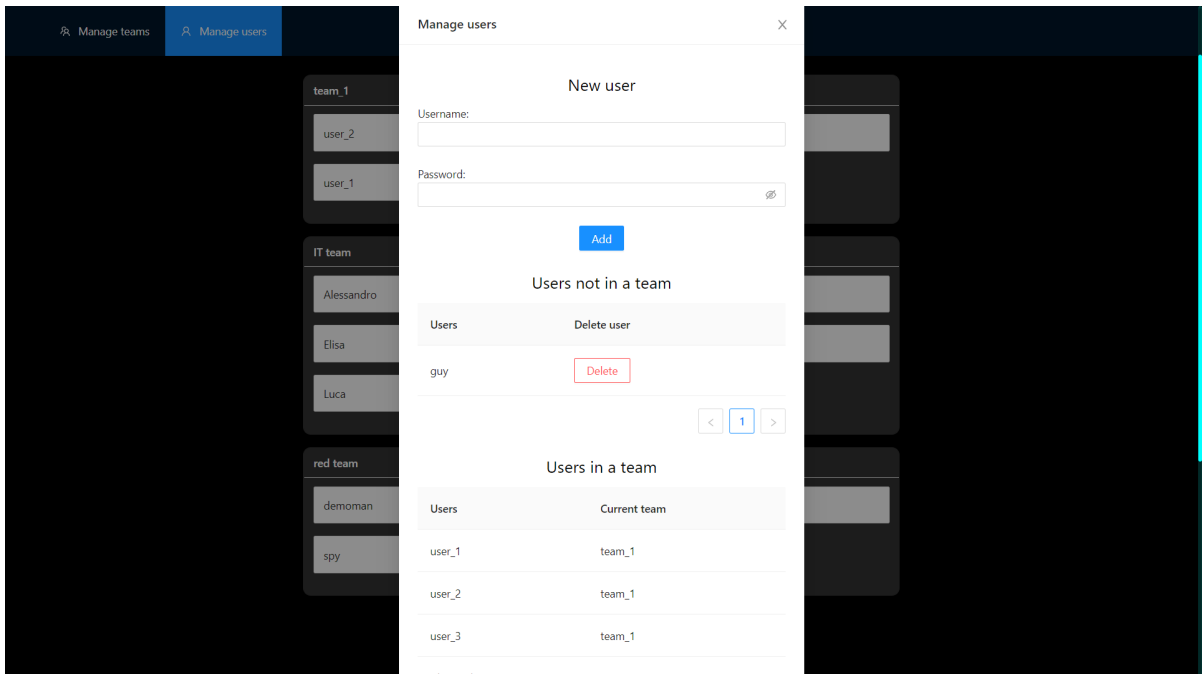 Manage teams
Manage users
Manage users
New user
Username:
Password:
Add
Users not in a team
Users Delete user
guy Delete
< 1 >
Users in a team
Users Current team
user_1 team_1
user_2 team_1
user_3 team_1
team_1
user_2
user_1
IT team
Alessandro
Elisa
Luca
red team
demoman
spy